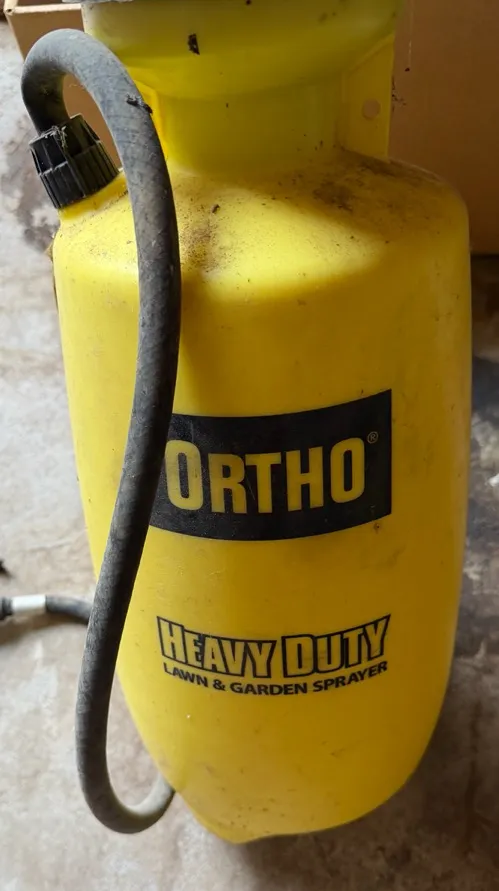 ORTHO®
HEAVY DUTY
LAWN & GARDEN SPRAYER